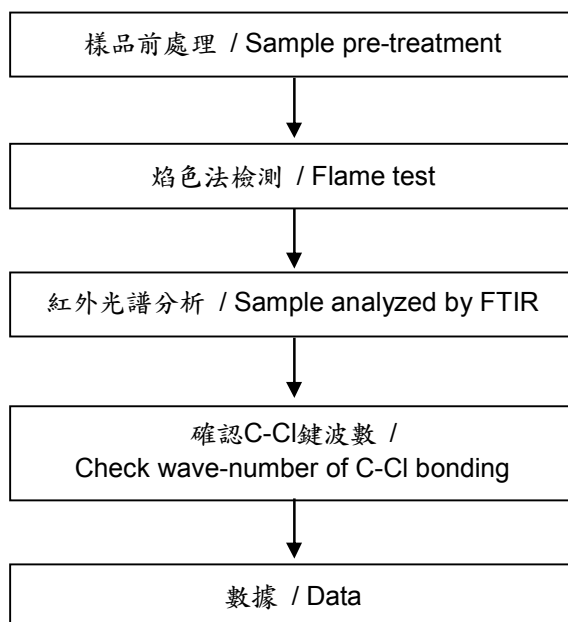 樣品前處理 / Sample pre-treatment
焰色法檢測 / Flame test
紅外光譜分析 / Sample analyzed by FTIR
確認C-Cl鍵波數 /
Check wave-number of C-Cl bonding
數據 / Data